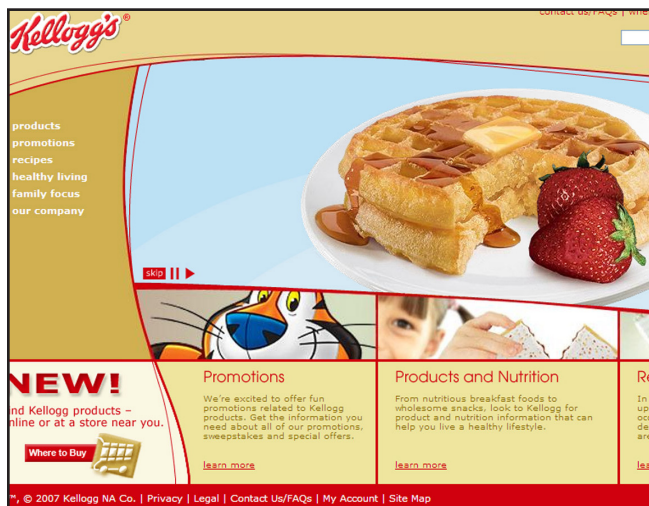 contact us/FAQs |
Kellogg's®
products
promotions
recipes
healthy living
family focus
our company
skip
NEW!
nd Kellogg products –
nline or at a store near you.
Where to Buy
Promotions
We're excited to offer fun
promotions related to Kellogg
products. Get the information you
need about all of our promotions,
sweepstakes and special offers.
learn more
Products and Nutrition
From nutritious breakfast foods to
wholesome snacks, look to Kellogg for
product and nutrition information that can
help you live a healthy lifestyle.
learn more
™, © 2007 Kellogg NA Co. | Privacy | Legal | Contact Us/FAQs | My Account | Site Map